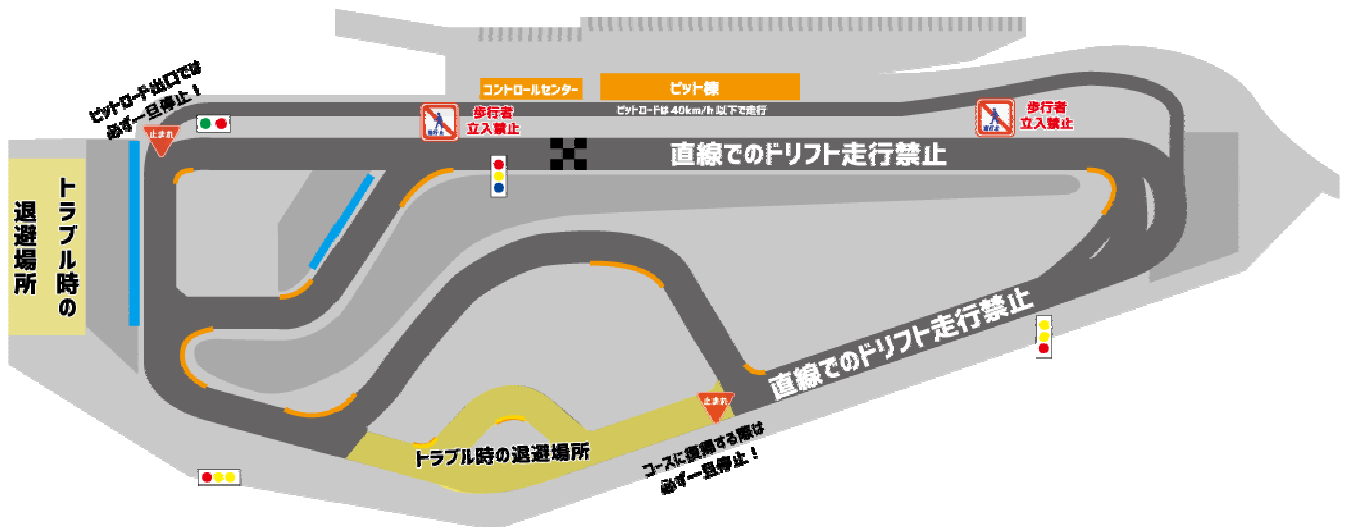 ピットロード出口では
必ず一旦停止！
止まれ
コントロールセンター
ピット棟
ピットロードは40km/h以下で走行
歩行者
立入禁止
歩行者
立入禁止
直線でのドリフト走行禁止
トラブル時の
退避場所
直線でのドリフト走行禁止
止まれ
トラブル時の退避場所
コースに復帰する際は
必ず一旦停止！